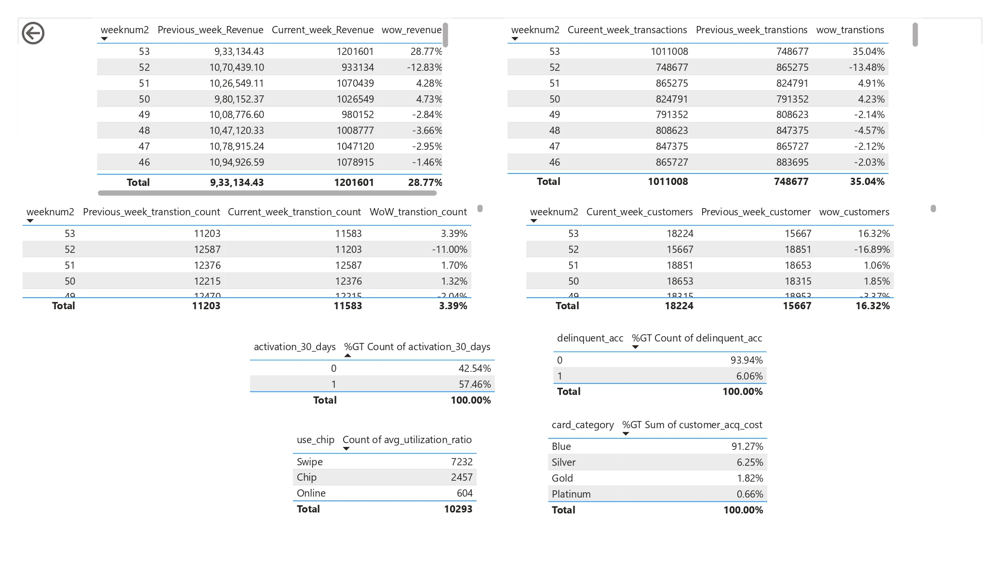 weeknum2 Previous_week_Revenue Current_week_Revenue wow_revenue
53 9,33,134.43 1201601 28.77%
52 10,70,439.10 933134 -12.83%
51 10,26,549.11 1070439 4.28%
50 9,80,152.37 1026549 4.73%
49 10,08,776.60 980152 -2.84%
48 10,47,120.33 1008777 -3.66%
47 10,78,915.24 1047120 -2.95%
46 10,94,926.59 1078915 -1.46%
Total 9,33,134.43 1201601 28.77%
weeknum2 Cureent_week_transactions Previous_week_transtions wow_transtions
53 1011008 748677 35.04%
52 748677 865275 -13.48%
51 865275 824791 4.91%
50 824791 791352 4.23%
49 791352 808623 -2.14%
48 808623 847375 -4.57%
47 847375 865727 -2.12%
46 865727 883695 -2.03%
Total 1011008 748677 35.04%
weeknum2 Previous_week_transtion_count Current_week_transtion_count WoW_transtion_count
53 11203 11583 3.39%
52 12587 11203 -11.00%
51 12376 12587 1.70%
50 12215 12376 1.32%
49 12470 12215 -2.04%
Total 11203 11583 3.39%
weeknum2 Curent_week_customers Previous_week_customer wow_customers
53 18224 15667 16.32%
52 15667 18851 -16.89%
51 18851 18653 1.06%
50 18653 18315 1.85%
49 18315 18953 -3.37%
Total 18224 15667 16.32%
activation_30_days %GT Count of activation_30_days
0 42.54%
1 57.46%
Total 100.00%
delinquent_acc %GT Count of delinquent_acc
0 93.94%
1 6.06%
Total 100.00%
use_chip Count of avg_utilization_ratio
Swipe 7232
Chip 2457
Online 604
Total 10293
card_category %GT Sum of customer_acq_cost
Blue 91.27%
Silver 6.25%
Gold 1.82%
Platinum 0.66%
Total 100.00%